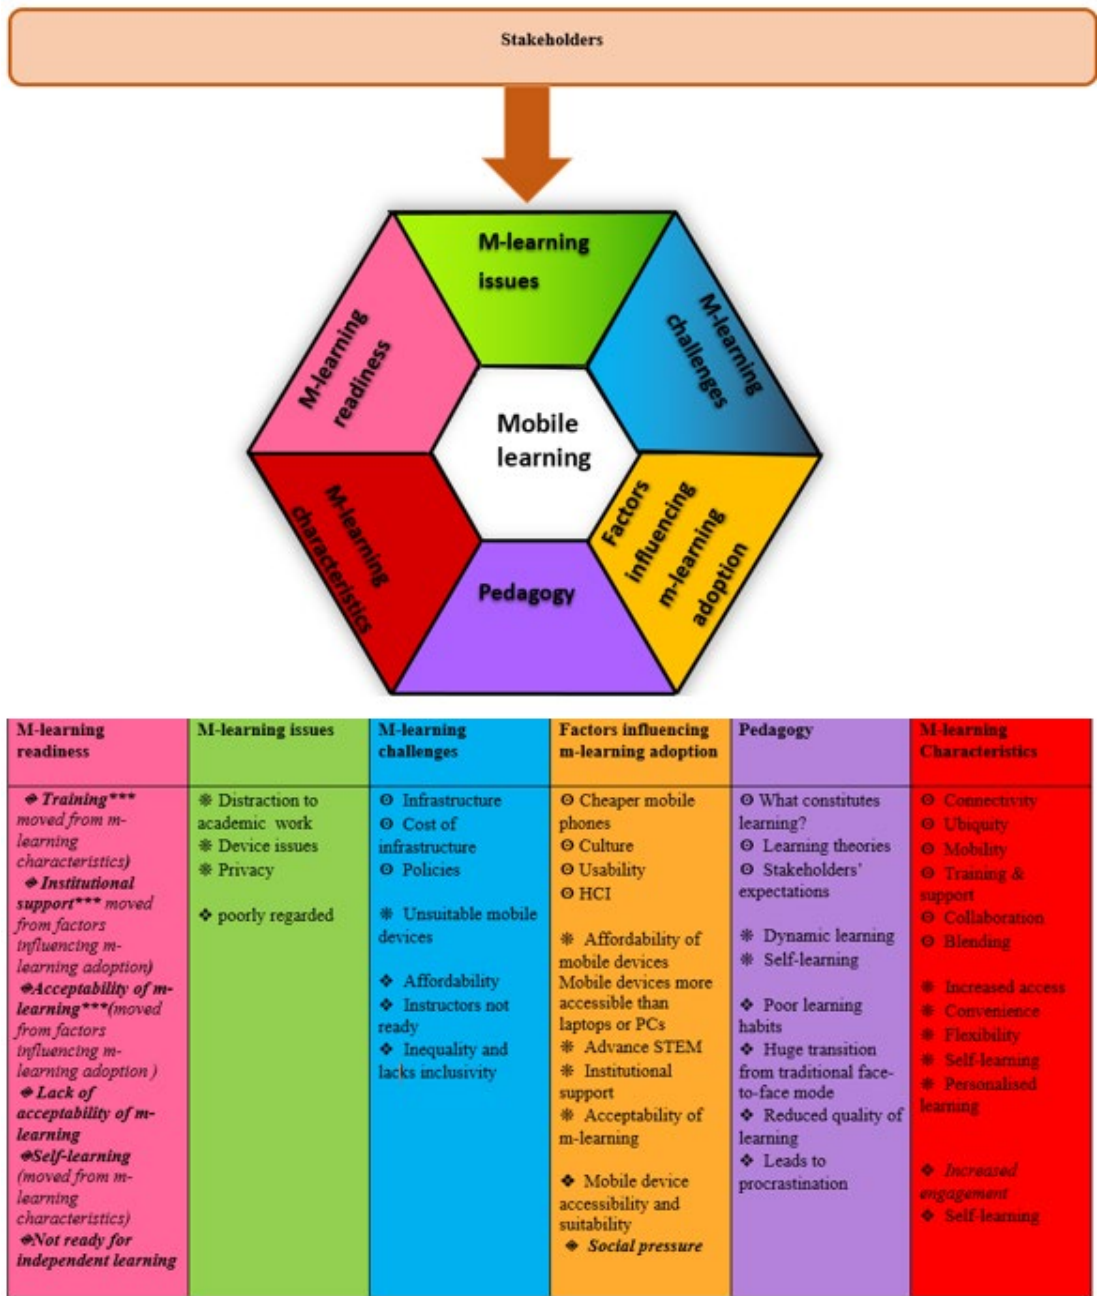 Stakeholders
M-learning
issues
M-learning
challenges
M-learning
readiness
Mobile
learning
Factors
influencing
m-learning
adoption
M-learning
characteristics
Pedagogy
M-learning
readiness
❖ Training***
moved from m-
learning
characteristics)
❖ Institutional
support*** moved
from factors
influencing m-
learning adoption)
❖Acceptability of m-
learning***(moved
from factors
influencing m-
learning adoption )
❖ Lack of
acceptability of m-
learning
❖Self-learning
(moved from m-
learning
characteristics)
❖Not ready for
independent learning
M-learning issues
❋ Distraction to
academic work
❋ Device issues
❋ Privacy
❖ poorly regarded
M-learning
challenges
ʘ Infrastructure
ʘ Cost of
infrastructure
ʘ Policies
❋ Unsuitable mobile
devices
❖ Affordability
❖ Instructors not
ready
❖ Inequality and
lacks inclusivity
Factors influencing
m-learning adoption
ʘ Cheaper mobile
phones
ʘ Culture
ʘ Usability
ʘ HCI
❋ Affordability of
mobile devices
Mobile devices more
accessible than
laptops or PCs
❋ Advance STEM
❋ Institutional
support
❋ Acceptability of
m-learning
❖ Mobile device
accessibility and
suitability
❖ Social pressure
Pedagogy
ʘ What constitutes
learning?
ʘ Learning theories
ʘ Stakeholders’
expectations
❋ Dynamic learning
❋ Self-learning
❖ Poor learning
habits
❖ Huge transition
from traditional face-
to-face mode
❖ Reduced quality of
learning
❖ Leads to
procrastination
M-learning
Characteristics
ʘ Connectivity
ʘ Ubiquity
ʘ Mobility
ʘ Training &
support
ʘ Collaboration
ʘ Blending
❋ Increased access
❋ Convenience
❋ Flexibility
❋ Self-learning
❋ Personalised
learning
❖ Increased
engagement
❖ Self-learning